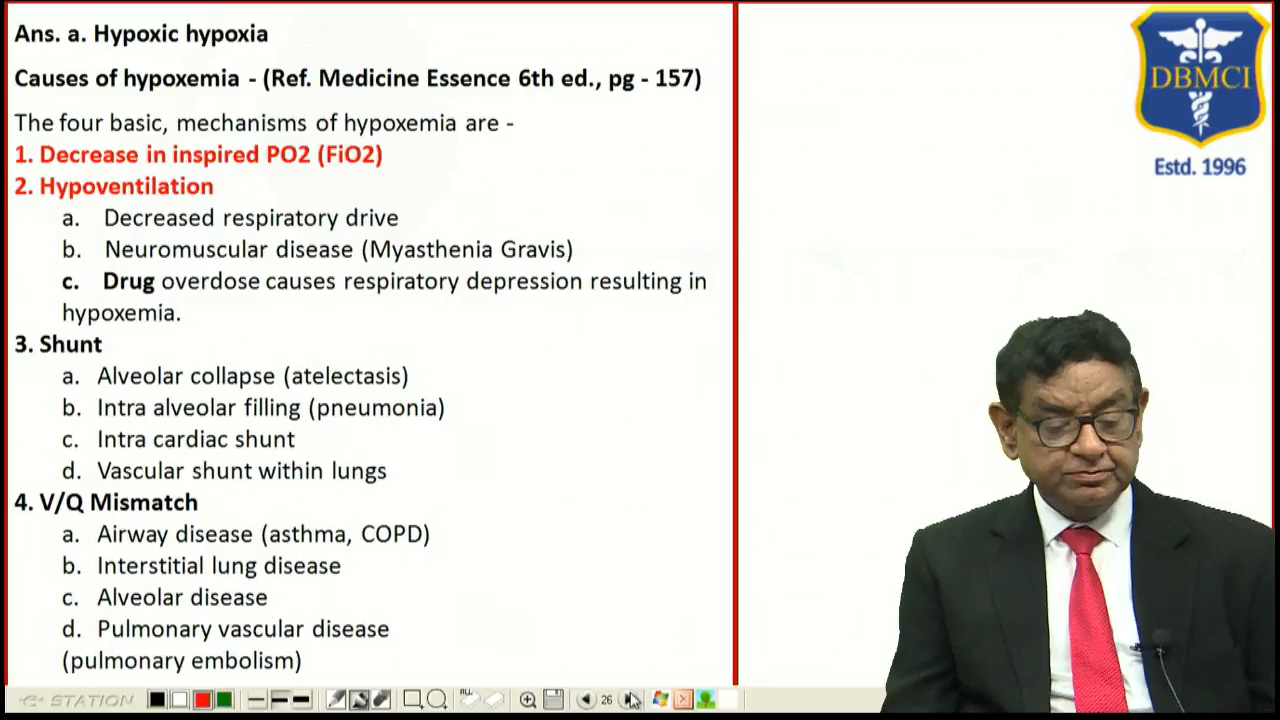 Ans. a. Hypoxic hypoxia
Causes of hypoxemia - (Ref. Medicine Essence 6th ed., pg - 157)
The four basic, mechanisms of hypoxemia are -
1. Decrease in inspired PO2 (FiO2)
2. Hypoventilation
a. Decreased respiratory drive
b. Neuromuscular disease (Myasthenia Gravis)
c. Drug overdose causes respiratory depression resulting in
hypoxemia.
3. Shunt
a. Alveolar collapse (atelectasis)
b. Intra alveolar filling (pneumonia)
c. Intra cardiac shunt
d. Vascular shunt within lungs
4. V/Q Mismatch
a. Airway disease (asthma, COPD)
b. Interstitial lung disease
c. Alveolar disease
d. Pulmonary vascular disease
(pulmonary embolism)
DBMCI
Estd. 1996
e-STATION
ALL
26